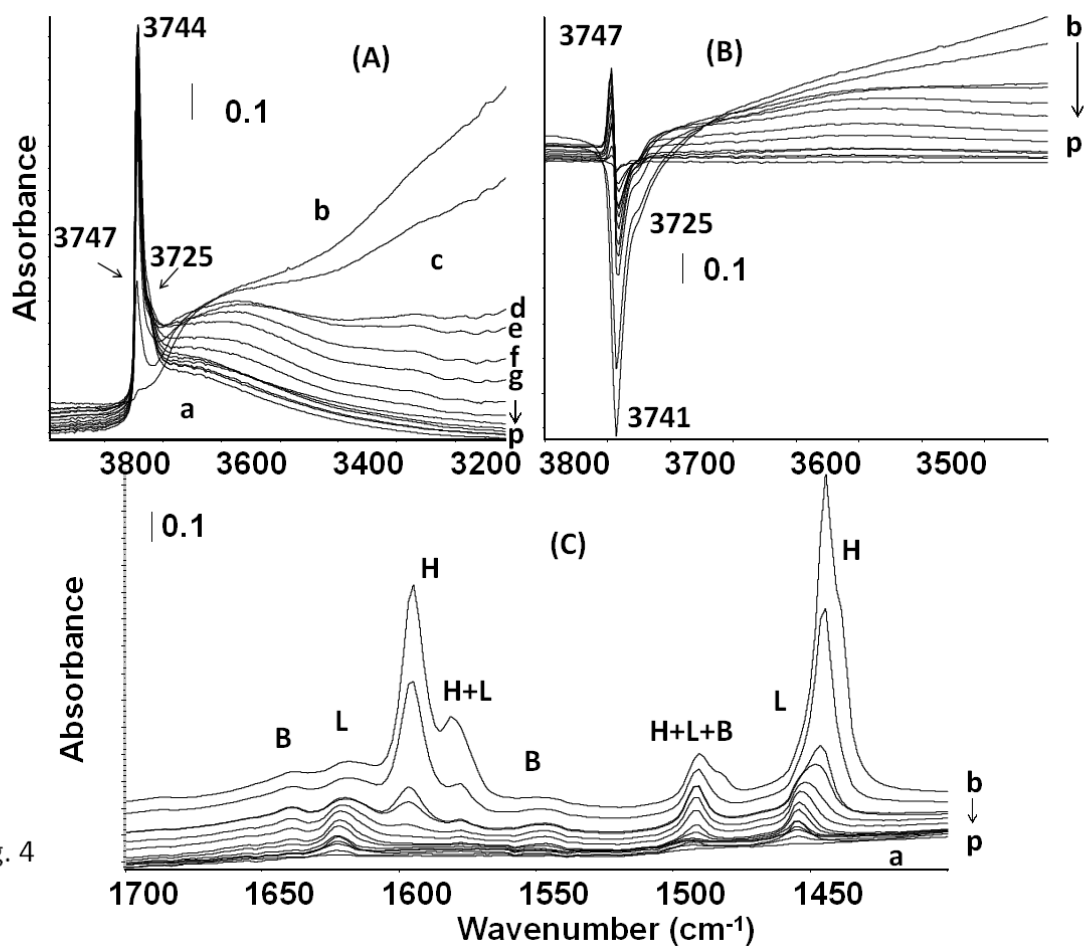 3744
(A)
0.1
3747
3725
b
c
d
e
f
g
p
a
Absorbance
3800 3600 3400 3200
3747
(B)
b
p
3725
0.1
3741
3800 3700 3600 3500
0.1
(C)
H
H
H+L
B
L
B
H+L+B
L
b
p
a
Absorbance
1700 1650 1600 1550 1500 1450
Wavenumber (cm-1)
g. 4